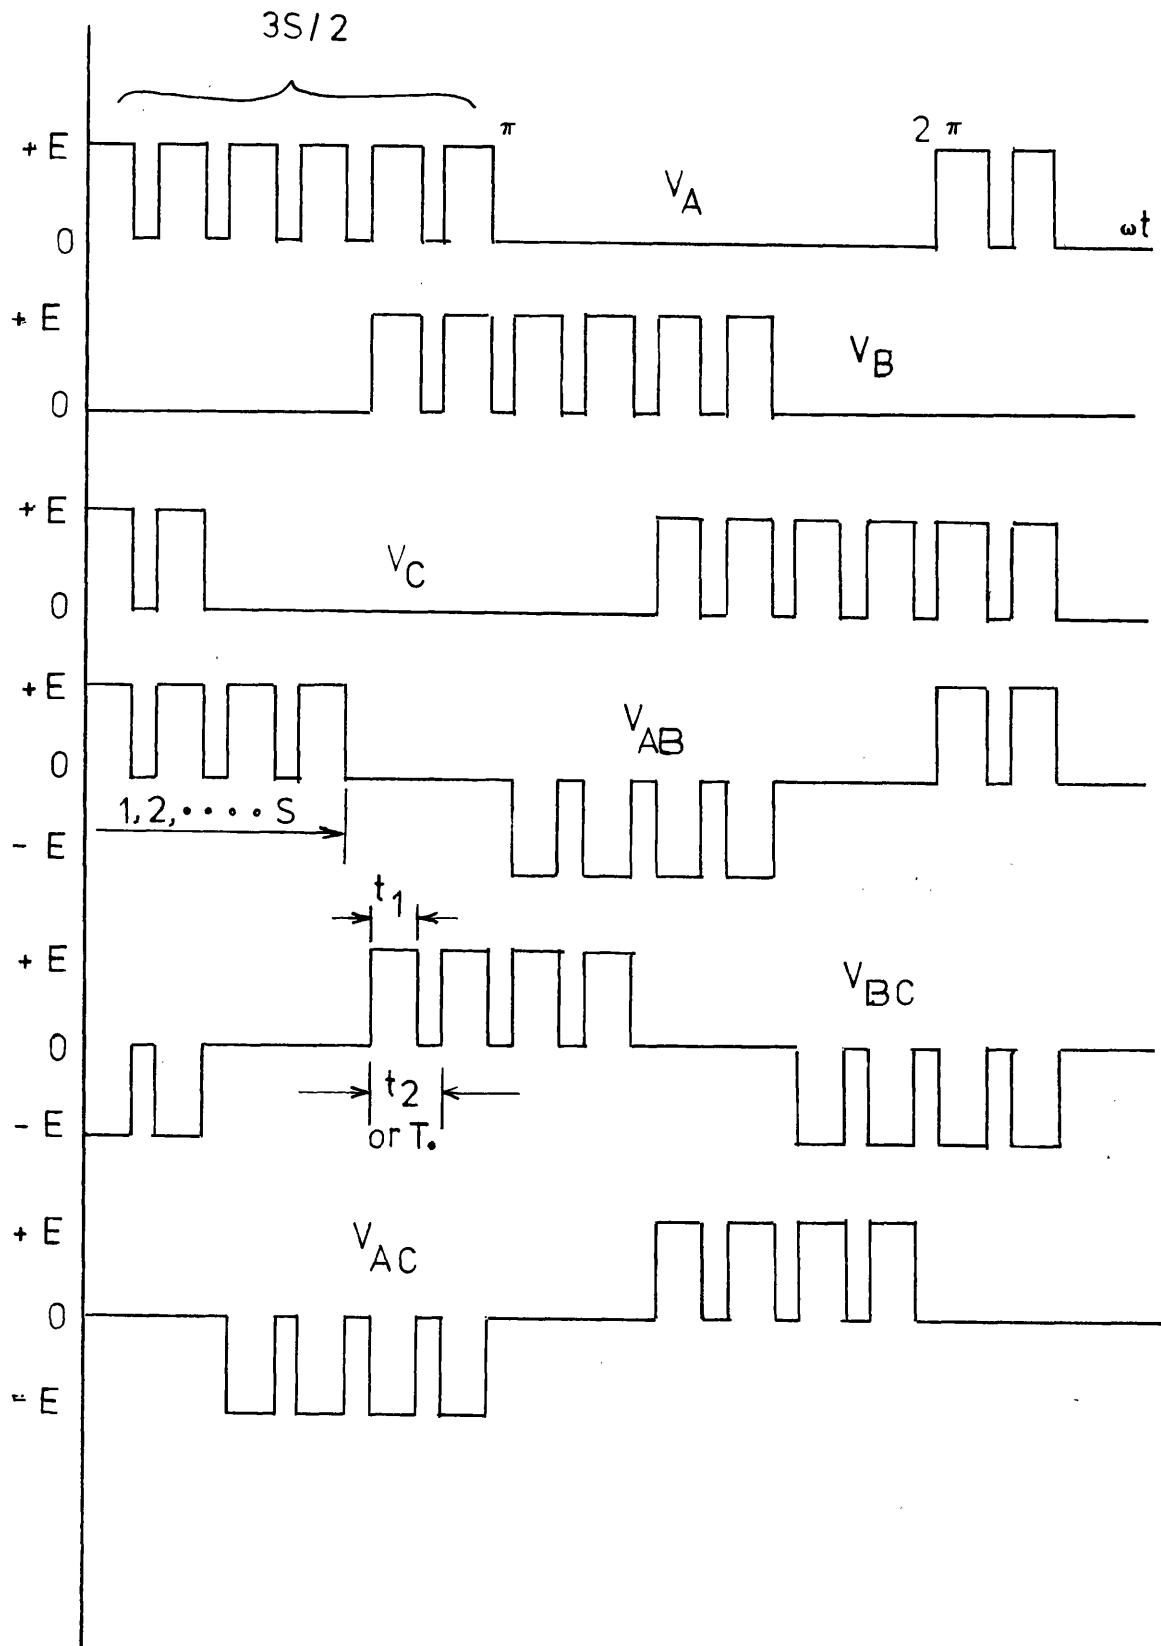 3S/2
π
2 π
+ E
V_A
0
ωt
+ E
V_B
0
+ E
V_C
0
+ E
V_AB
0
1, 2, • • • • S
- E
t_1
+ E
V_BC
0
t_2
- E
or T.
+ E
V_AC
0
= E